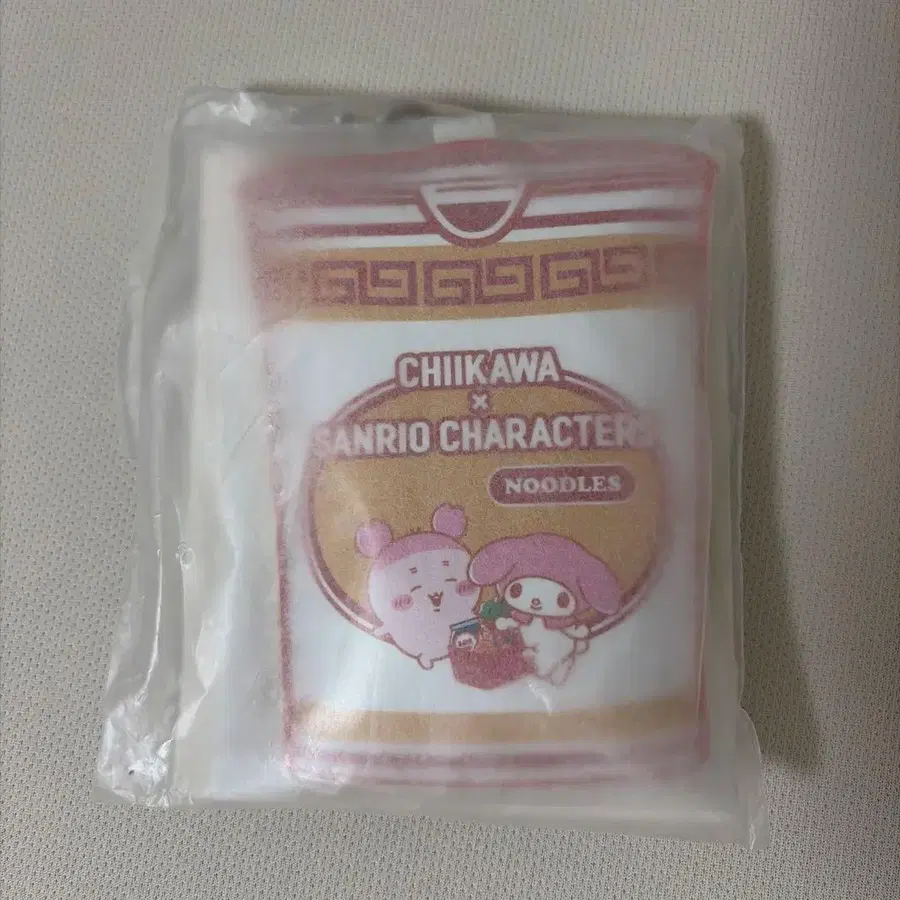 CHIIKAWA
×
SANRIO CHARACTERS
NOODLES